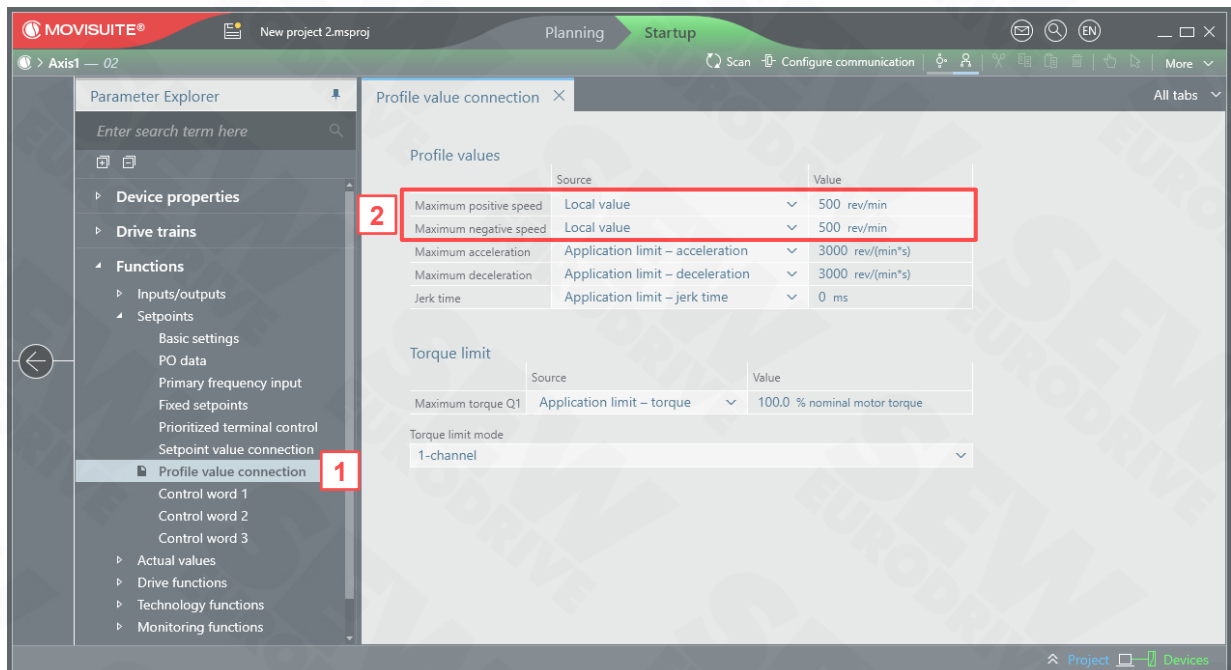 MOVISUITE® New project 2.msproj Planning Startup EN
> Axis1 — 02 Scan Configure communication More
Parameter Explorer
Enter search term here
Device properties
Drive trains
Functions
Inputs/outputs
Setpoints
Basic settings
PO data
Primary frequency input
Fixed setpoints
Prioritized terminal control
Setpoint value connection
Profile value connection 1
Control word 1
Control word 2
Control word 3
Actual values
Drive functions
Technology functions
Monitoring functions
Profile value connection All tabs
Profile values
Source Value
2
Maximum positive speed Local value 500 rev/min
Maximum negative speed Local value 500 rev/min
Maximum acceleration Application limit – acceleration 3000 rev/(min*s)
Maximum deceleration Application limit – deceleration 3000 rev/(min*s)
Jerk time Application limit – jerk time 0 ms
Torque limit
Source Value
Maximum torque Q1 Application limit – torque 100.0 % nominal motor torque
Torque limit mode
1-channel
Project Devices
SEW
EURODRIVE